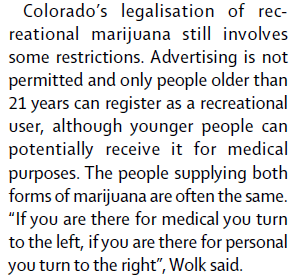 Colorado’s legalisation of rec-
reational marijuana still involves
some restrictions. Advertising is not
permitted and only people older than
21 years can register as a recreational
user, although younger people can
potentially receive it for medical
purposes. The people supplying both
forms of marijuana are often the same.
“If you are there for medical you turn
to the left, if you are there for personal
you turn to the right”, Wolk said.